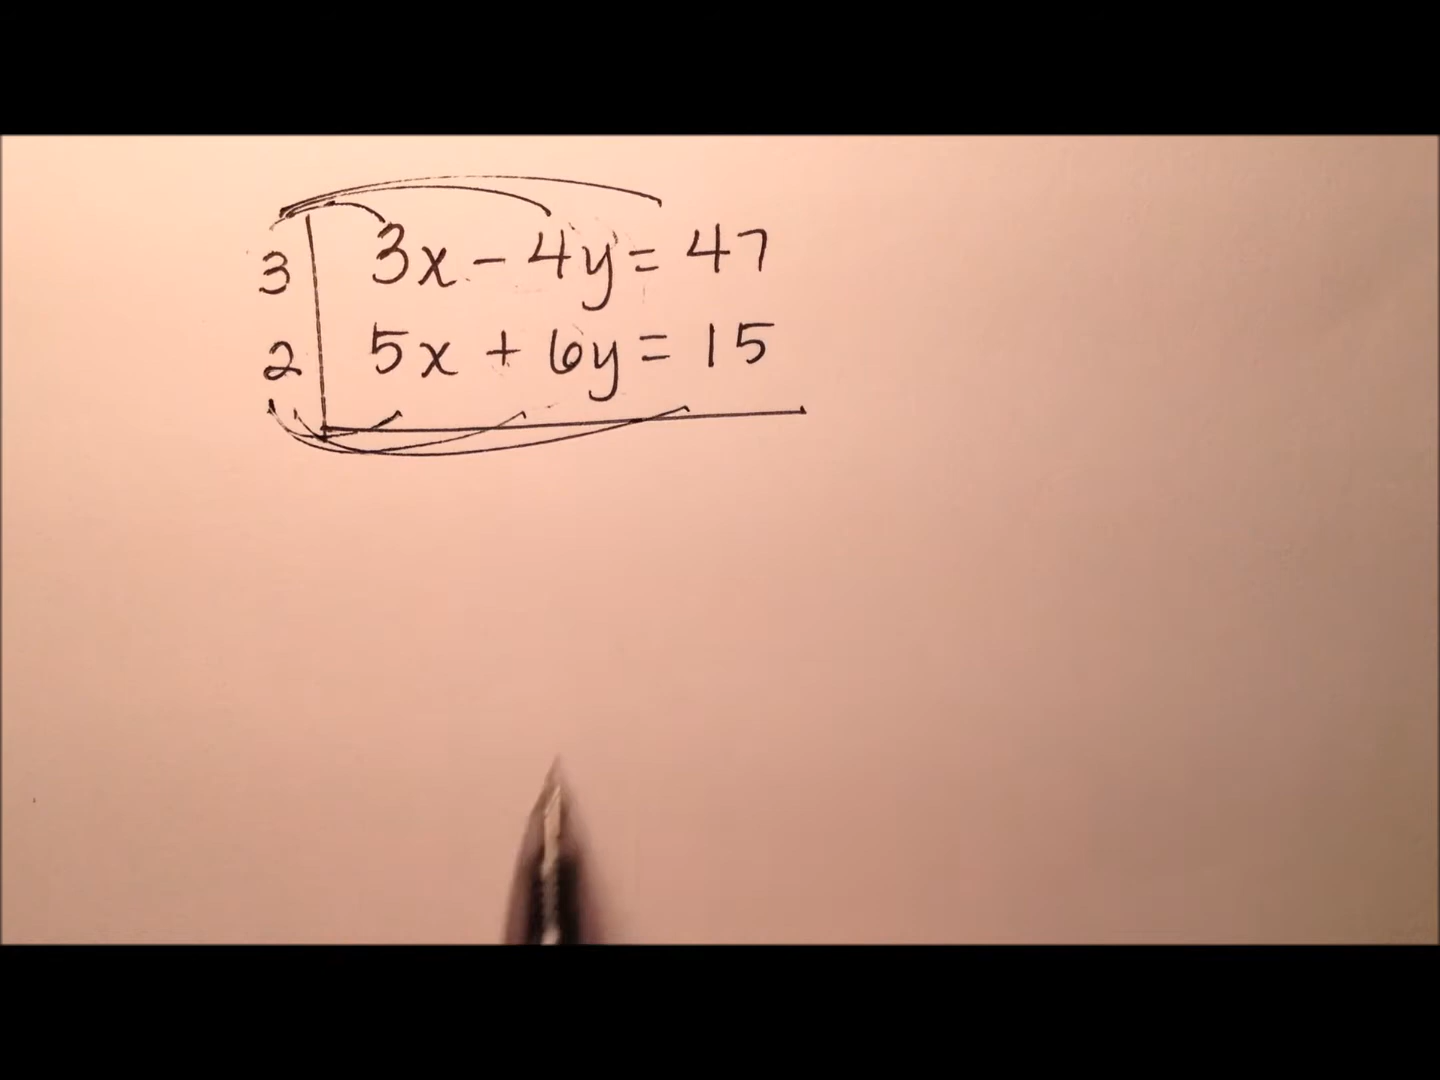 3 | 3x - 4y = 47
2 | 5x + 6y = 15